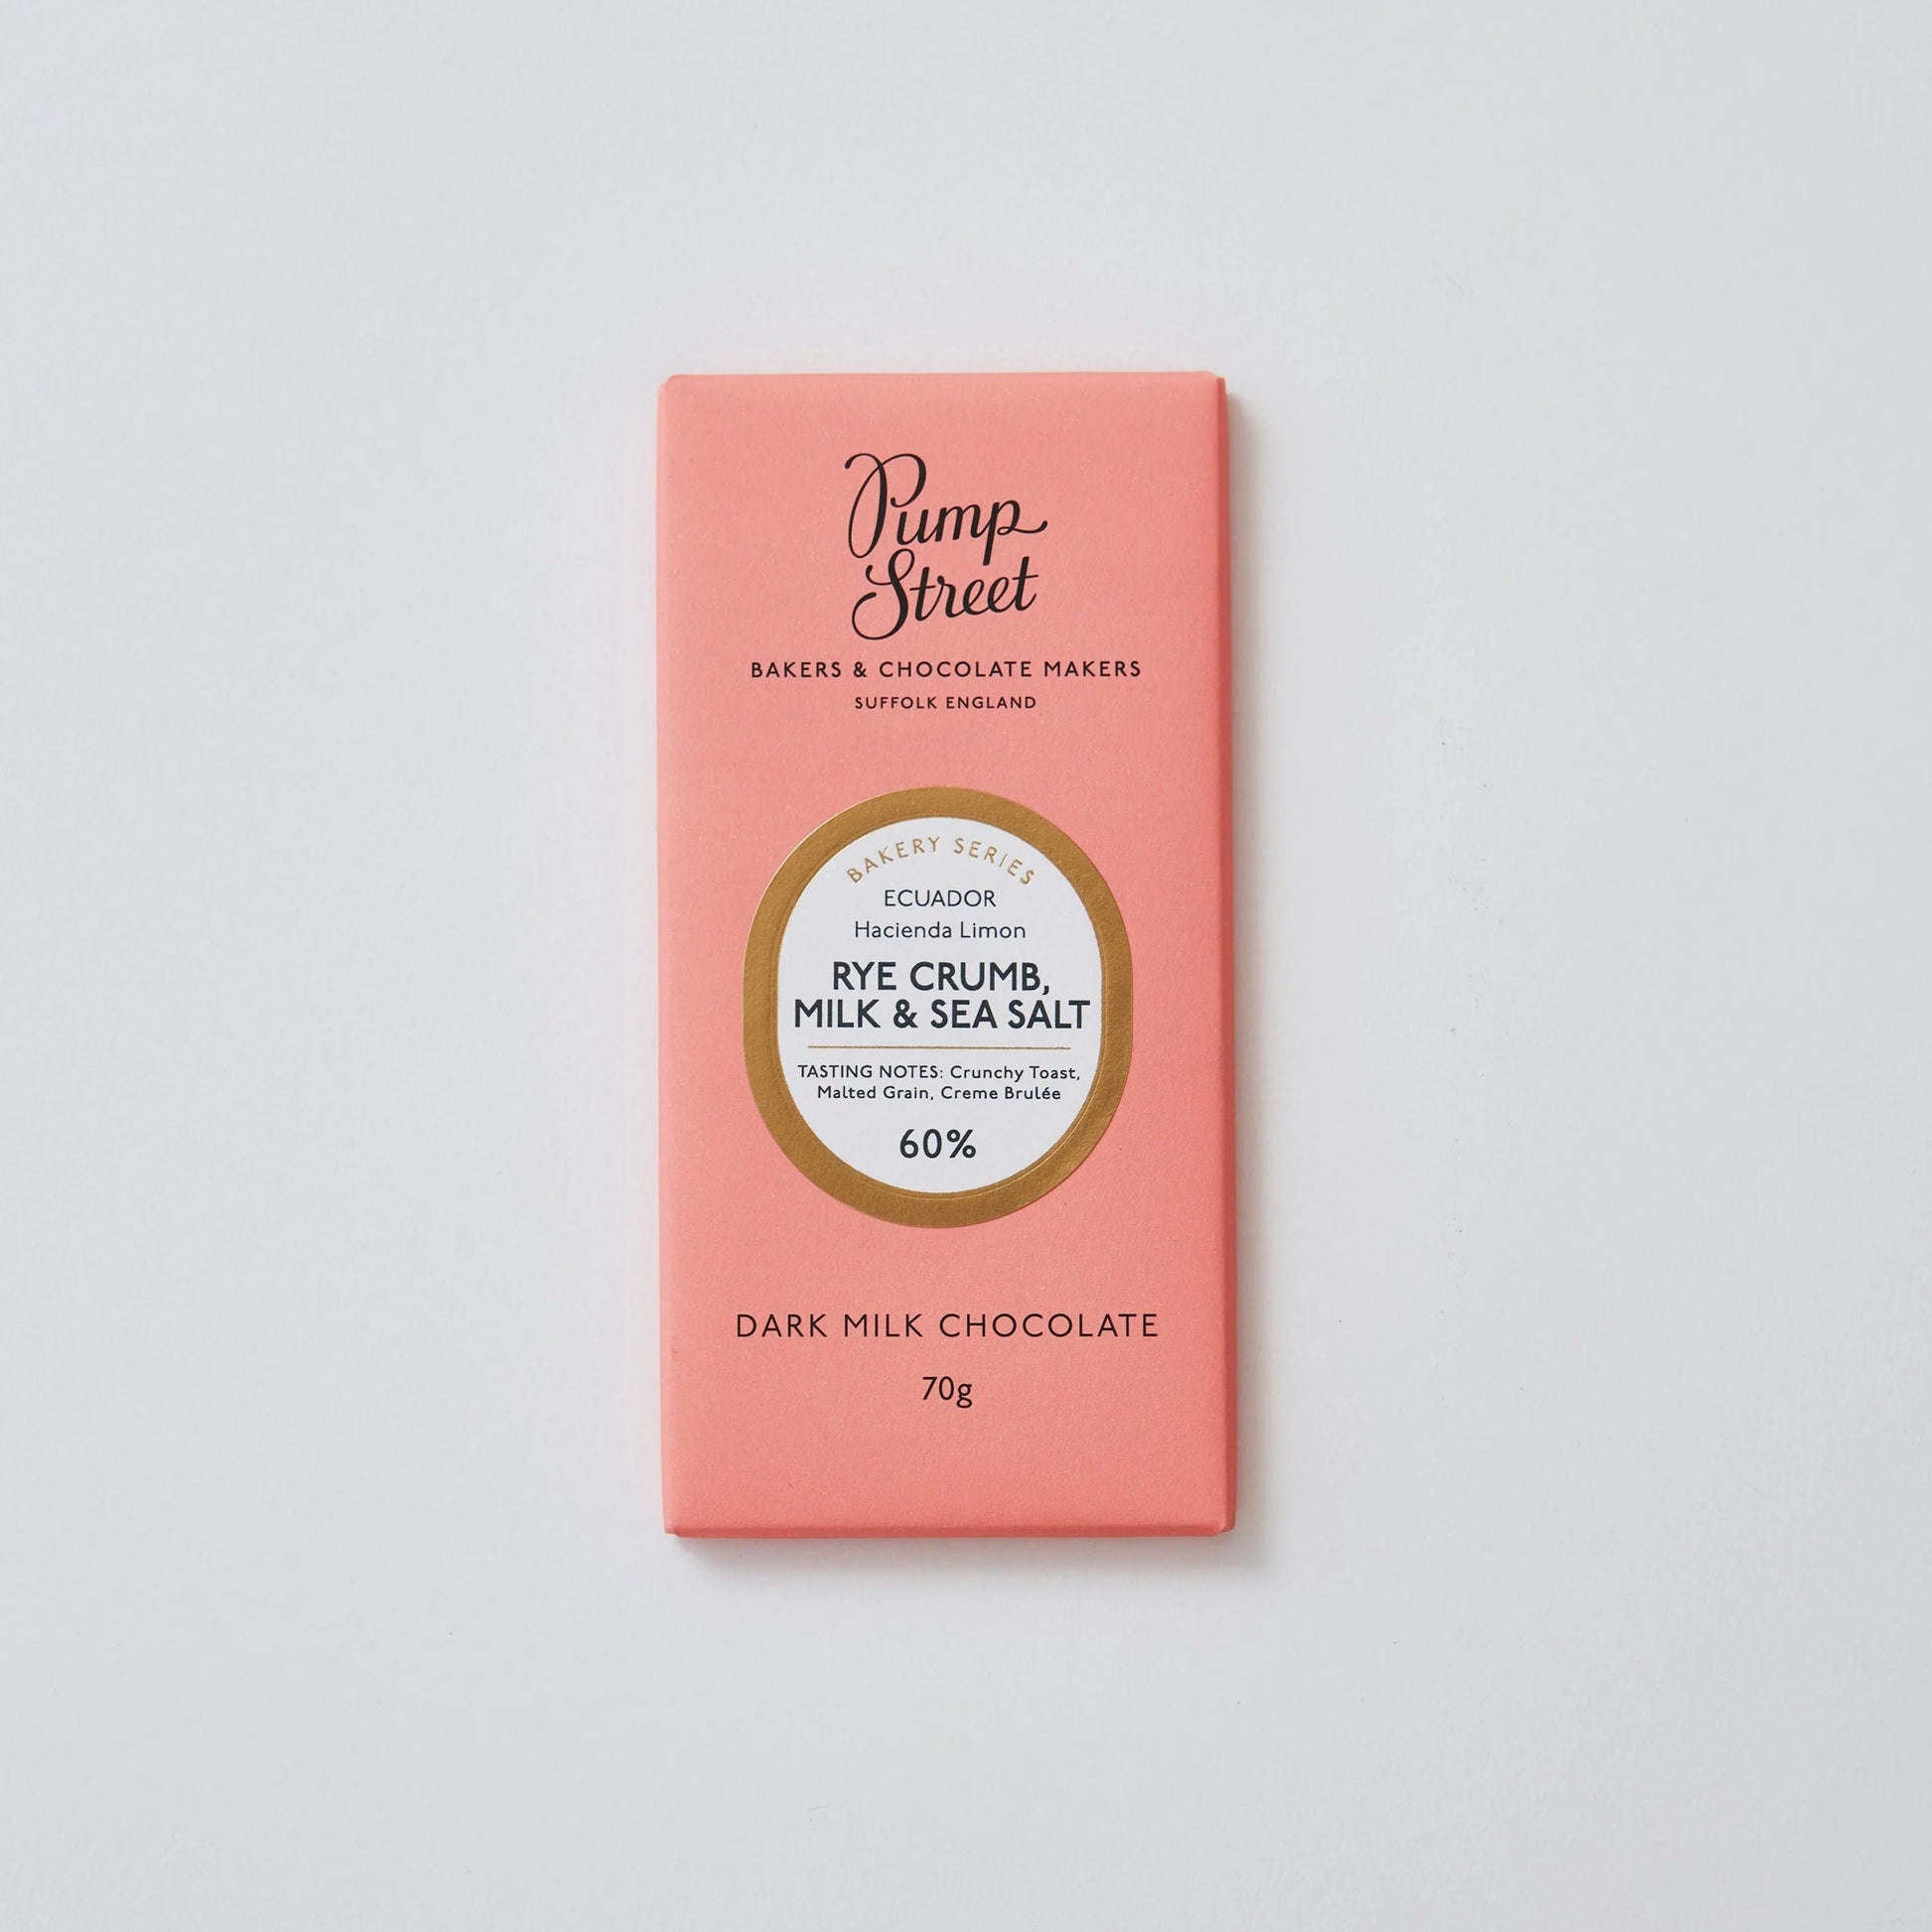 Pump
Street
BAKERS & CHOCOLATE MAKERS
SUFFOLK ENGLAND
BAKERY SERIES
ECUADOR
Hacienda Limon
RYE CRUMB,
MILK & SEA SALT
TASTING NOTES: Crunchy Toast,
Malted Grain, Creme Brulée
60%
DARK MILK CHOCOLATE
70g